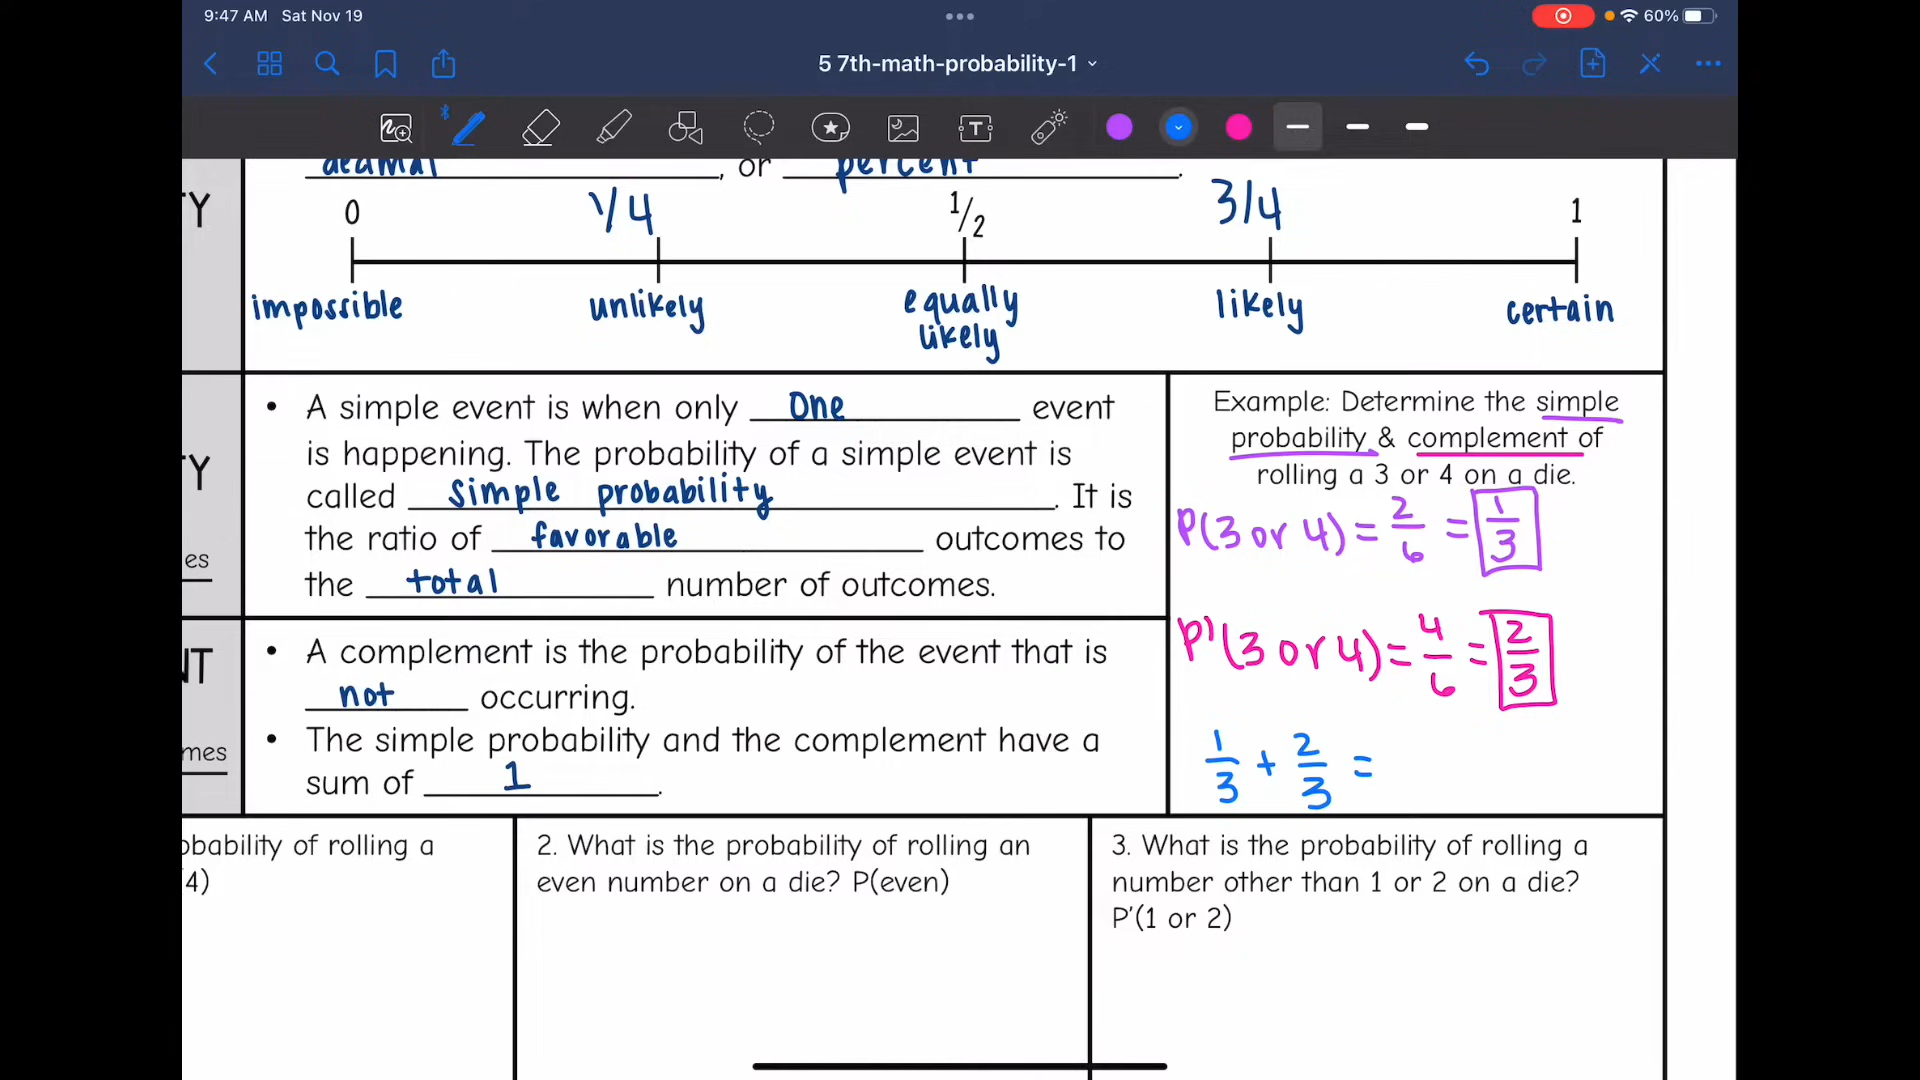 9:47 AM Sat Nov 19
60%
5 7th-math-probability-1
T
decimal, or percent.
TY
0 1/4 1/2 3/4 1
impossible unlikely equally likely likely certain
TY
es
• A simple event is when only one event
is happening. The probability of a simple event is
called simple probability. It is
the ratio of favorable outcomes to
the total number of outcomes.
Example: Determine the simple
probability & complement of
rolling a 3 or 4 on a die.
P(3 or 4) = 2/6 = 1/3
P'(3 or 4) = 4/6 = 2/3
1/3 + 2/3 =
NT
mes
• A complement is the probability of the event that is
not occurring.
• The simple probability and the complement have a
sum of 1.
obability of rolling a
4)
2. What is the probability of rolling an
even number on a die? P(even)
3. What is the probability of rolling a
number other than 1 or 2 on a die?
P'(1 or 2)